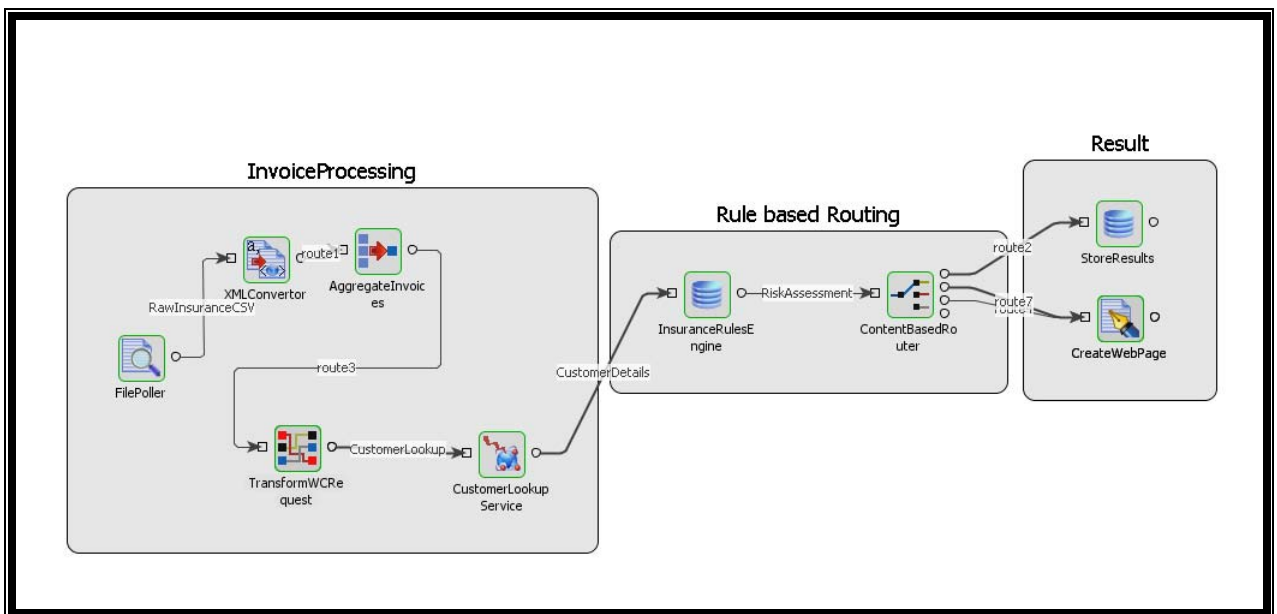 InvoiceProcessing
XMLConvertor
route1
AggregateInvoic
es
RawInsuranceCSV
FilePoller
route3
TransformWCRe
quest
CustomerLookup
CustomerLookup
Service
CustomerDetails
Rule based Routing
InsuranceRulesE
ngine
RiskAssessment
ContentBasedRo
uter
Result
route2
StoreResults
route7
CreateWebPage